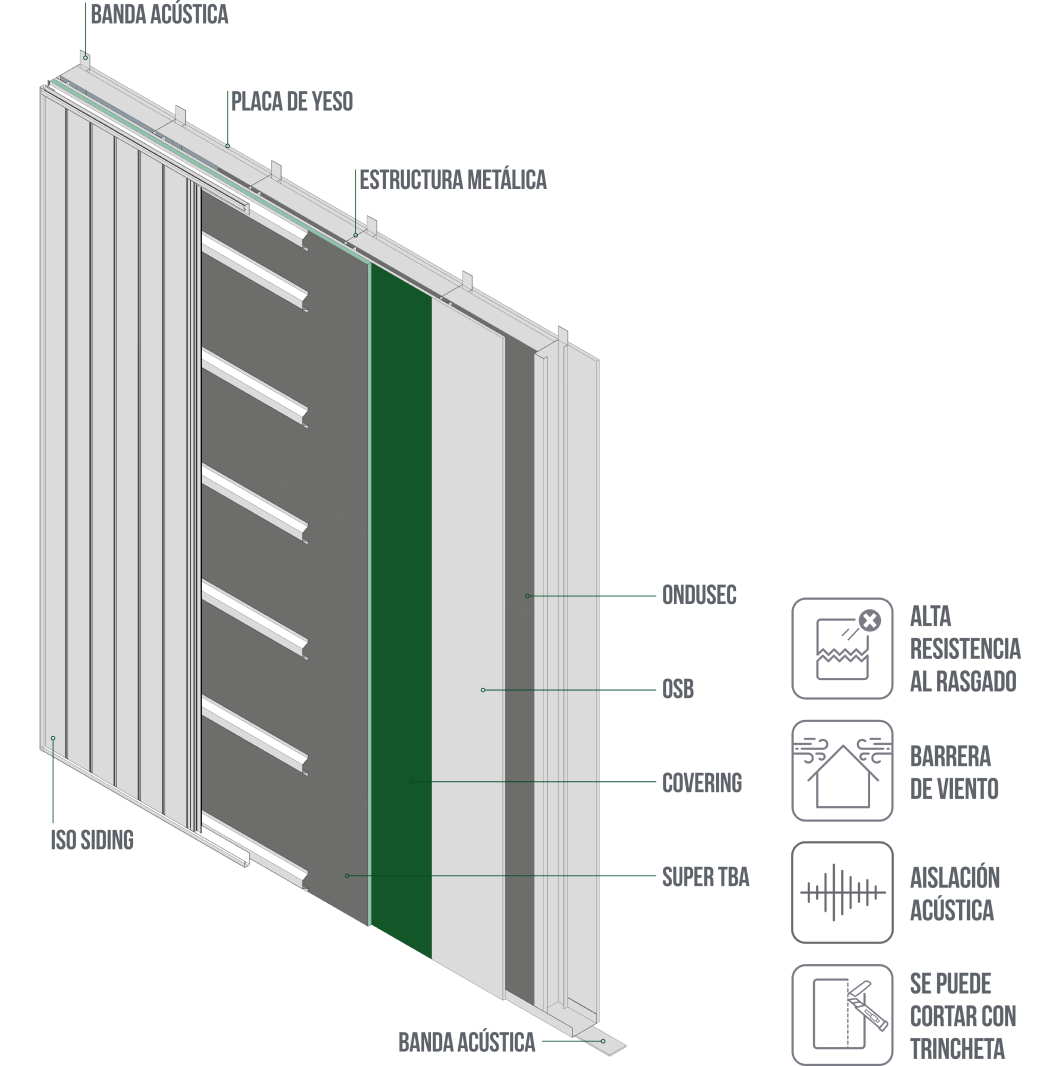 BANDA ACÚSTICA
PLACA DE YESO
ESTRUCTURA METÁLICA
ONDUSEC
OSB
COVERING
SUPER TBA
ISO SIDING
BANDA ACÚSTICA
ALTA
RESISTENCIA
AL RASGADO
BARRERA
DE VIENTO
AISLACIÓN
ACÚSTICA
SE PUEDE
CORTAR CON
TRINCHETA